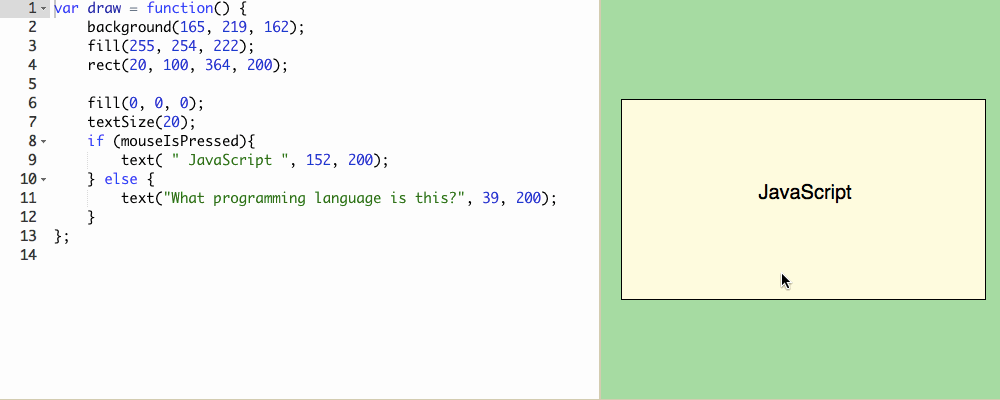 1 var draw = function() {
2     background(165, 219, 162);
3     fill(255, 254, 222);
4     rect(20, 100, 364, 200);
5
6     fill(0, 0, 0);
7     textSize(20);
8     if (mouseIsPressed){
9         text( " JavaScript ", 152, 200);
10     } else {
11         text("What programming language is this?", 39, 200);
12     }
13 };
14
JavaScript